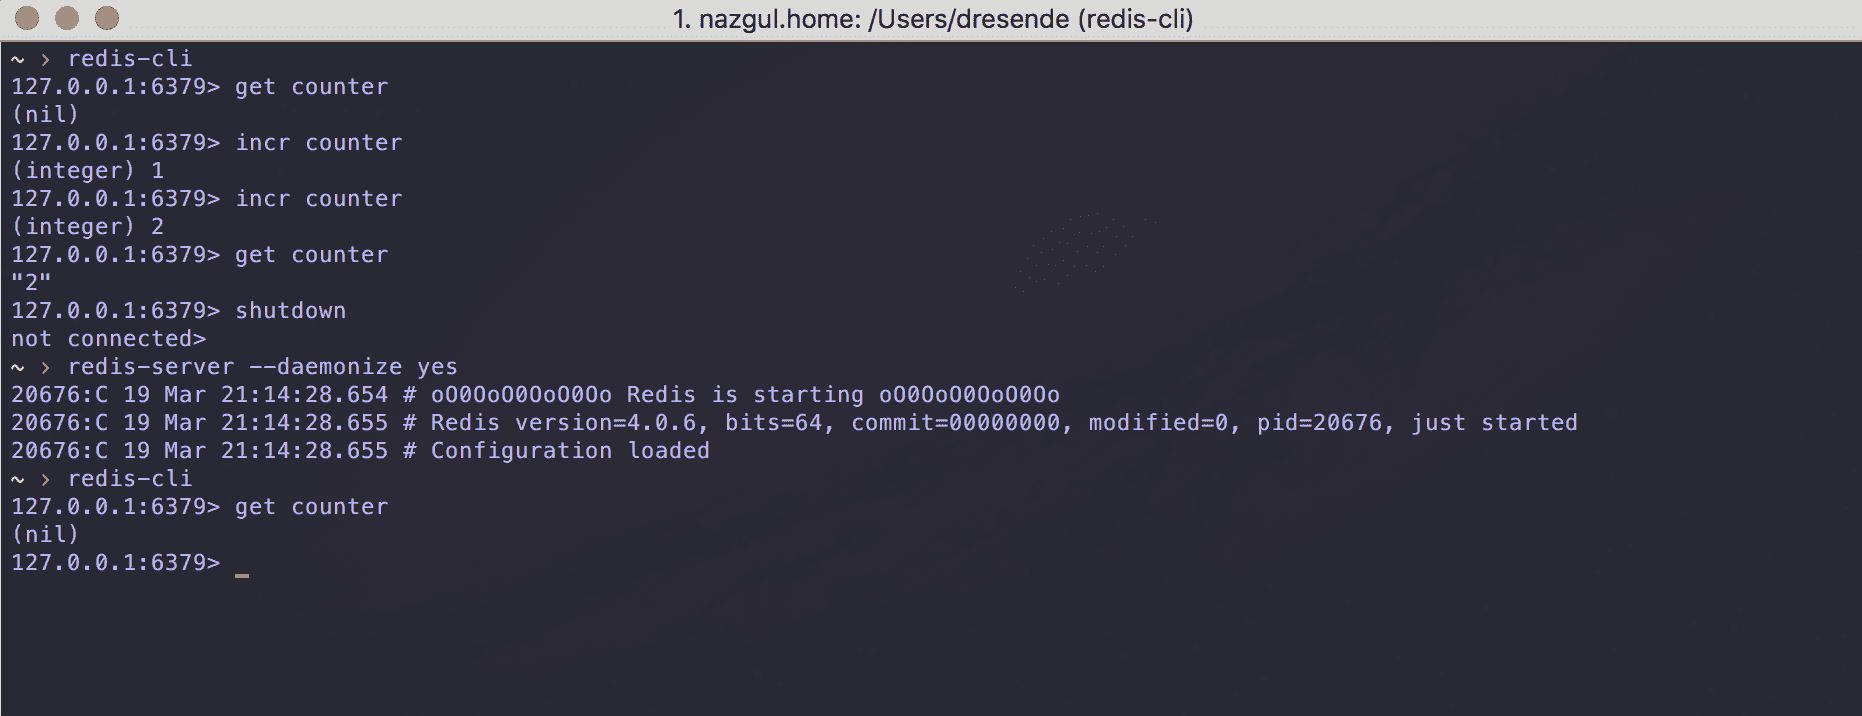 1. nazgul.home: /Users/dresende (redis-cli)
~ › redis-cli
127.0.0.1:6379> get counter
(nil)
127.0.0.1:6379> incr counter
(integer) 1
127.0.0.1:6379> incr counter
(integer) 2
127.0.0.1:6379> get counter
"2"
127.0.0.1:6379> shutdown
not connected>
~ › redis-server --daemonize yes
20676:C 19 Mar 21:14:28.654 # oO0OoO0OoO0Oo Redis is starting oO0OoO0OoO0Oo
20676:C 19 Mar 21:14:28.655 # Redis version=4.0.6, bits=64, commit=00000000, modified=0, pid=20676, just started
20676:C 19 Mar 21:14:28.655 # Configuration loaded
~ › redis-cli
127.0.0.1:6379> get counter
(nil)
127.0.0.1:6379> _